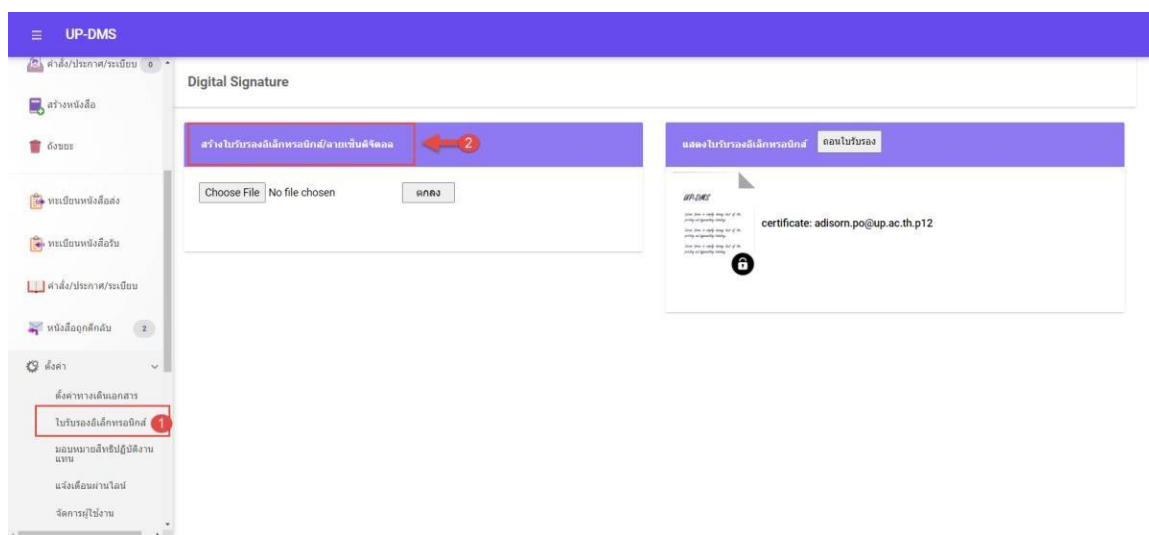 UP-DMS
คำสั่ง/ประกาศ/ระเบียบ 0
สร้างหนังสือ
ถังขยะ
ทะเบียนหนังสือส่ง
ทะเบียนหนังสือรับ
คำสั่ง/ประกาศ/ระเบียบ
หนังสือถูกตีกลับ 2
ตั้งค่า
ตั้งค่าทางเดินเอกสาร
ใบรับรองอิเล็กทรอนิกส์ 1
มอบหมายสิทธิปฏิบัติงาน
แทน
แจ้งเตือนผ่านไลน์
จัดการผู้ใช้งาน
Digital Signature
สร้างใบรับรองอิเล็กทรอนิกส์/ลายเซ็นดิจิตอล 2
Choose File No file chosen ตกลง
แสดงใบรับรองอิเล็กทรอนิกส์ ถอนใบรับรอง
UP-DMS
certificate: adisorn.po@up.ac.th.p12